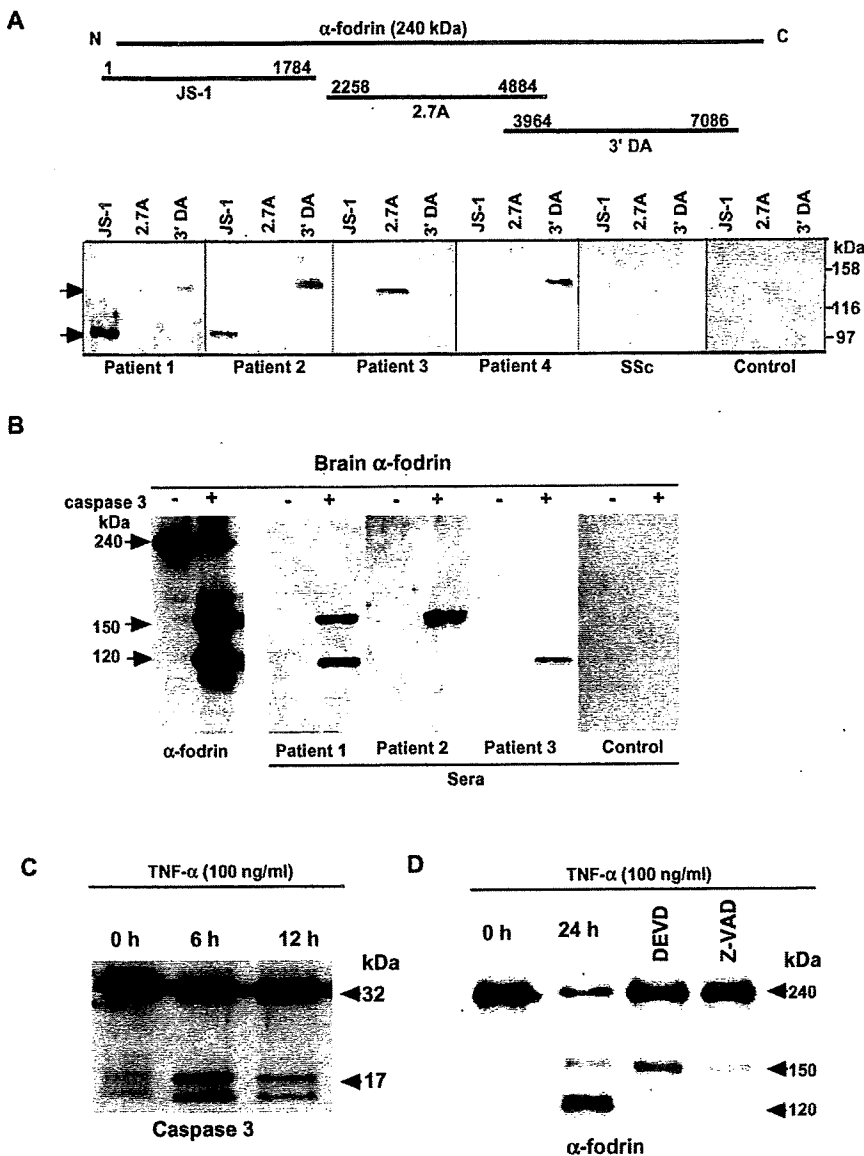 A
N α-fodrin (240 kDa) C
1 1784
JS-1
2258 4884
2.7A
3964 7086
3' DA
JS-1 2.7A 3' DA JS-1 2.7A 3' DA JS-1 2.7A 3' DA JS-1 2.7A 3' DA JS-1 2.7A 3' DA JS-1 2.7A 3' DA
kDa
158
116
97
Patient 1 Patient 2 Patient 3 Patient 4 SSc Control
B
Brain α-fodrin
caspase 3 - + - + - + - + - +
kDa
240
150
120
α-fodrin Patient 1 Patient 2 Patient 3 Control
Sera
C
TNF-α (100 ng/ml)
0 h 6 h 12 h
kDa
32
17
Caspase 3
D
TNF-α (100 ng/ml)
0 h 24 h DEVD Z-VAD
kDa
240
150
120
α-fodrin